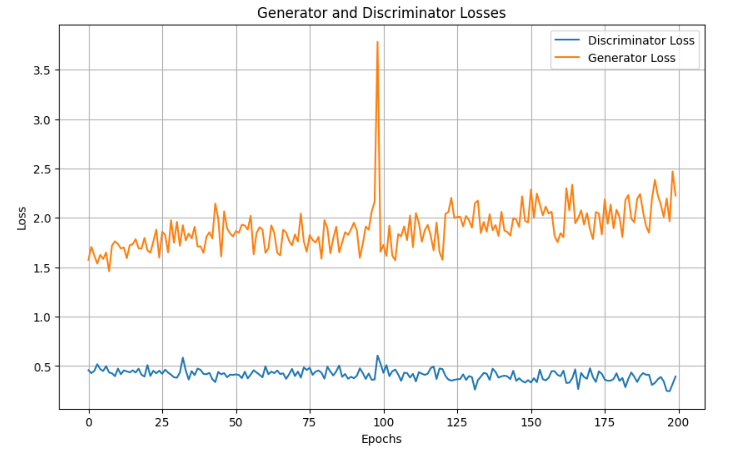 Generator and Discriminator Losses
Discriminator Loss
Generator Loss
Loss
3.5
3.0
2.5
2.0
1.5
1.0
0.5
0 25 50 75 100 125 150 175 200
Epochs